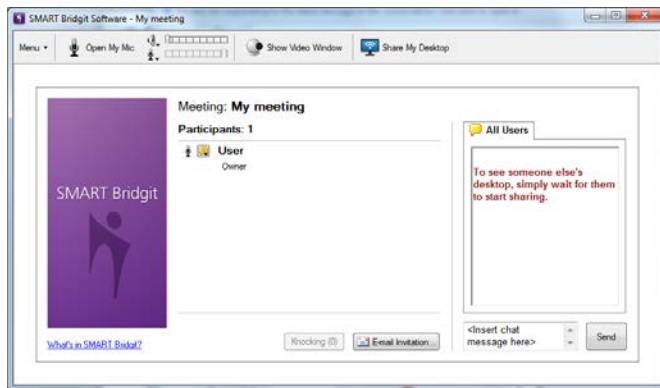 SMART Bridgit Software - My meeting
Menu
Open My Mic
Show Video Window
Share My Desktop
Meeting: My meeting
Participants: 1
User
Owner
SMART Bridgit
All Users
To see someone else's
desktop, simply wait for them
to start sharing.
What's in SMART Bridgit?
Knocking (0)
E-mail Invitation...
<Insert chat
message here>
Send